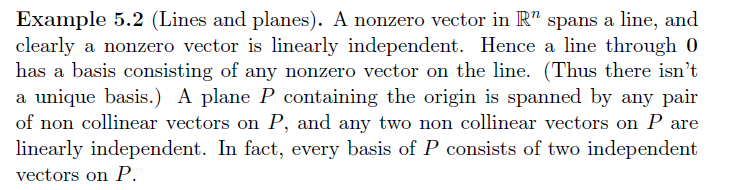 Example 5.2 (Lines and planes). A nonzero vector in ℝⁿ spans a line, and
clearly a nonzero vector is linearly independent. Hence a line through 0
has a basis consisting of any nonzero vector on the line. (Thus there isn't
a unique basis.) A plane P containing the origin is spanned by any pair
of non collinear vectors on P, and any two non collinear vectors on P are
linearly independent. In fact, every basis of P consists of two independent
vectors on P.